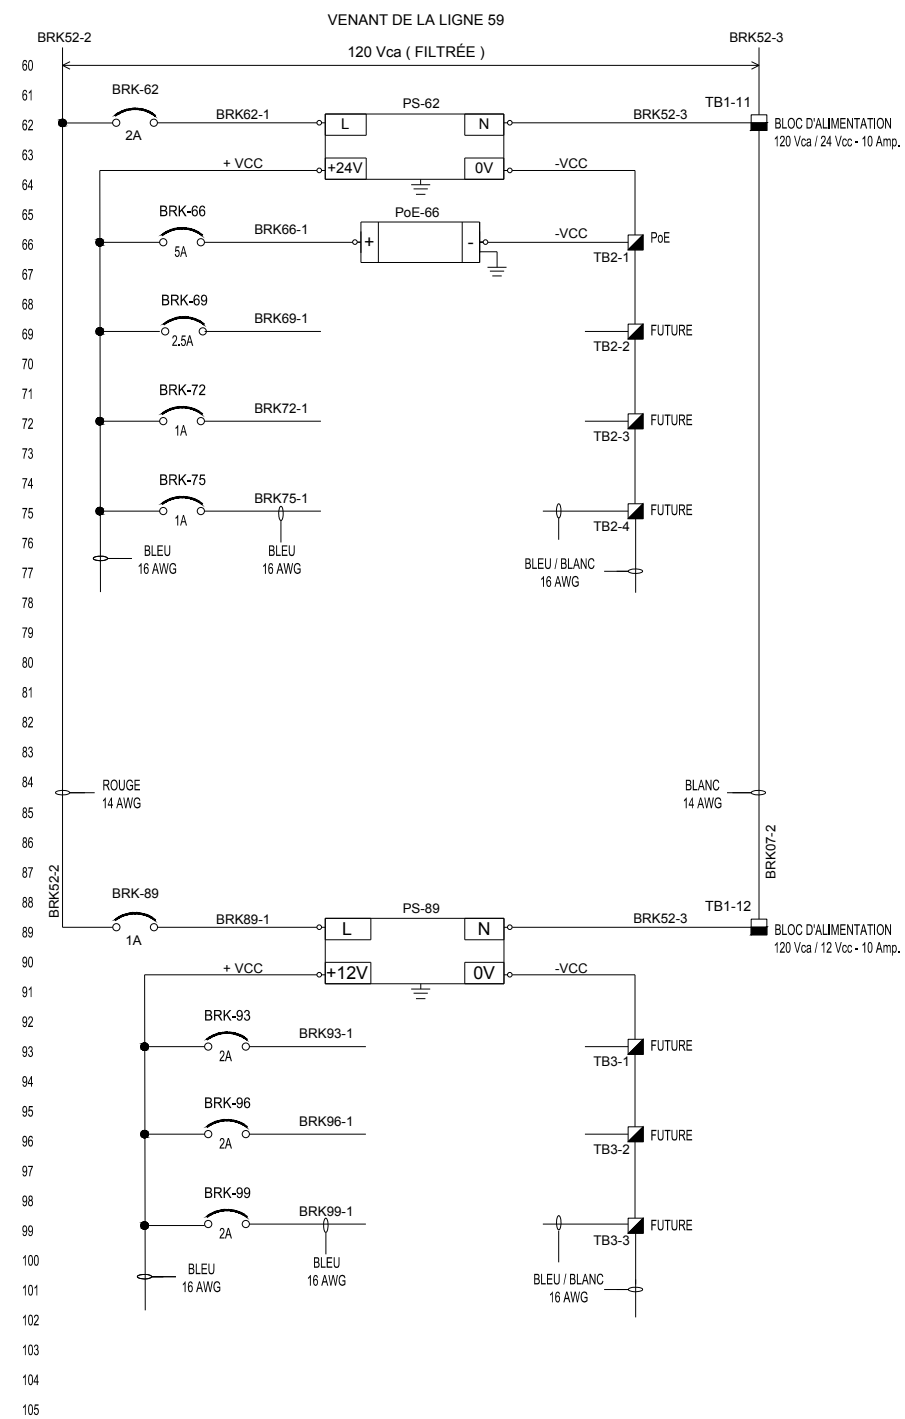 VENANT DE LA LIGNE 59
BRK52-2
BRK52-3
120 Vca ( FILTRÉE )
60
61
BRK-62
PS-62
TB1-11
62
2A
BRK62-1
L
N
BRK52-3
BLOC D'ALIMENTATION
120 Vca / 24 Vcc - 10 Amp.
63
+ VCC
+24V
0V
-VCC
64
65
BRK-66
PoE-66
66
5A
BRK66-1
+
-
-VCC
TB2-1
PoE
67
68
BRK-69
69
2.5A
BRK69-1
TB2-2
FUTURE
70
71
BRK-72
72
1A
BRK72-1
TB2-3
FUTURE
73
74
BRK-75
75
1A
BRK75-1
TB2-4
FUTURE
76
BLEU
16 AWG
BLEU
16 AWG
BLEU / BLANC
16 AWG
77
78
79
80
81
82
83
84
ROUGE
14 AWG
BLANC
14 AWG
85
86
87
BRK52-2
BRK07-2
88
BRK-89
PS-89
TB1-12
89
1A
BRK89-1
L
N
BRK52-3
BLOC D'ALIMENTATION
120 Vca / 12 Vcc - 10 Amp.
90
+ VCC
+12V
0V
-VCC
91
92
BRK-93
93
2A
BRK93-1
TB3-1
FUTURE
94
95
BRK-96
96
2A
BRK96-1
TB3-2
FUTURE
97
98
BRK-99
99
2A
BRK99-1
TB3-3
FUTURE
100
BLEU
16 AWG
BLEU
16 AWG
BLEU / BLANC
16 AWG
101
102
103
104
105